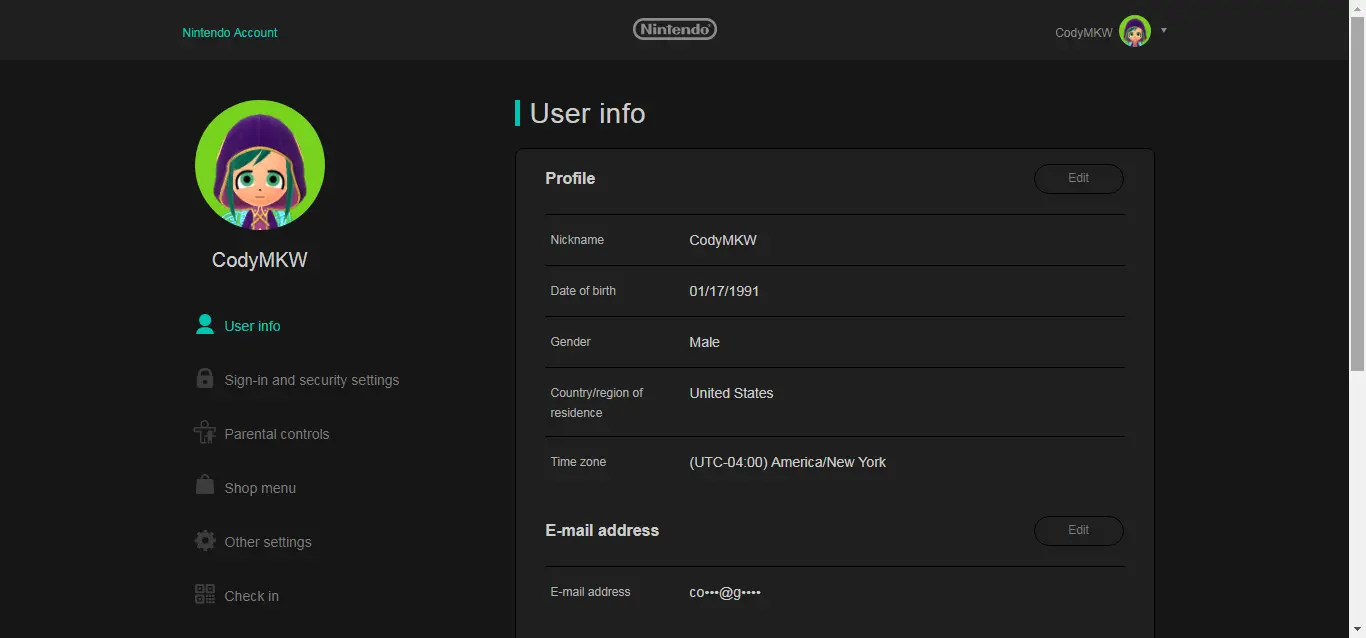 Nintendo Account
Nintendo
CodyMKW
CodyMKW
User info
Sign-in and security settings
Parental controls
Shop menu
Other settings
Check in
User info
Profile
Edit
Nickname
CodyMKW
Date of birth
01/17/1991
Gender
Male
Country/region of
residence
United States
Time zone
(UTC-04:00) America/New York
E-mail address
Edit
E-mail address
co•••@g••••